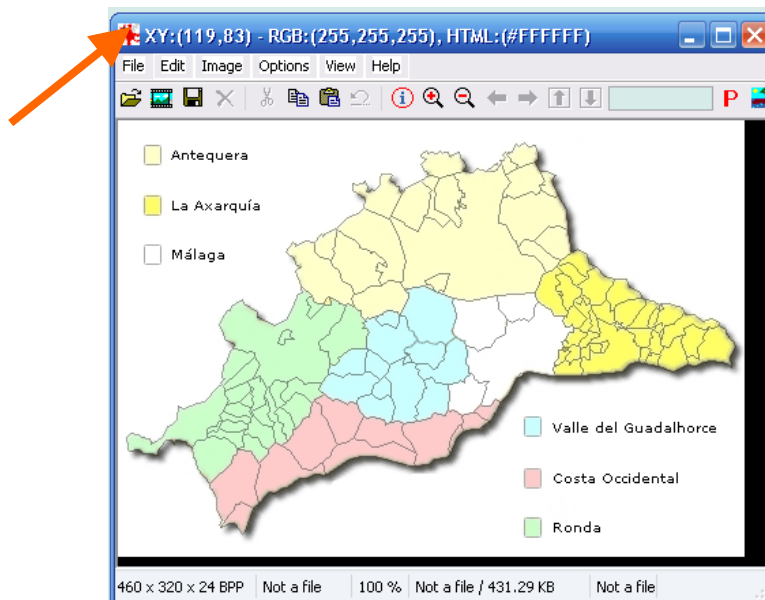 XY:(119,83) - RGB:(255,255,255), HTML:(#FFFFFF)
File Edit Image Options View Help
P
Antequera
La Axarquía
Málaga
Valle del Guadalhorce
Costa Occidental
Ronda
460 x 320 x 24 BPP Not a file 100 % Not a file / 431.29 KB Not a file